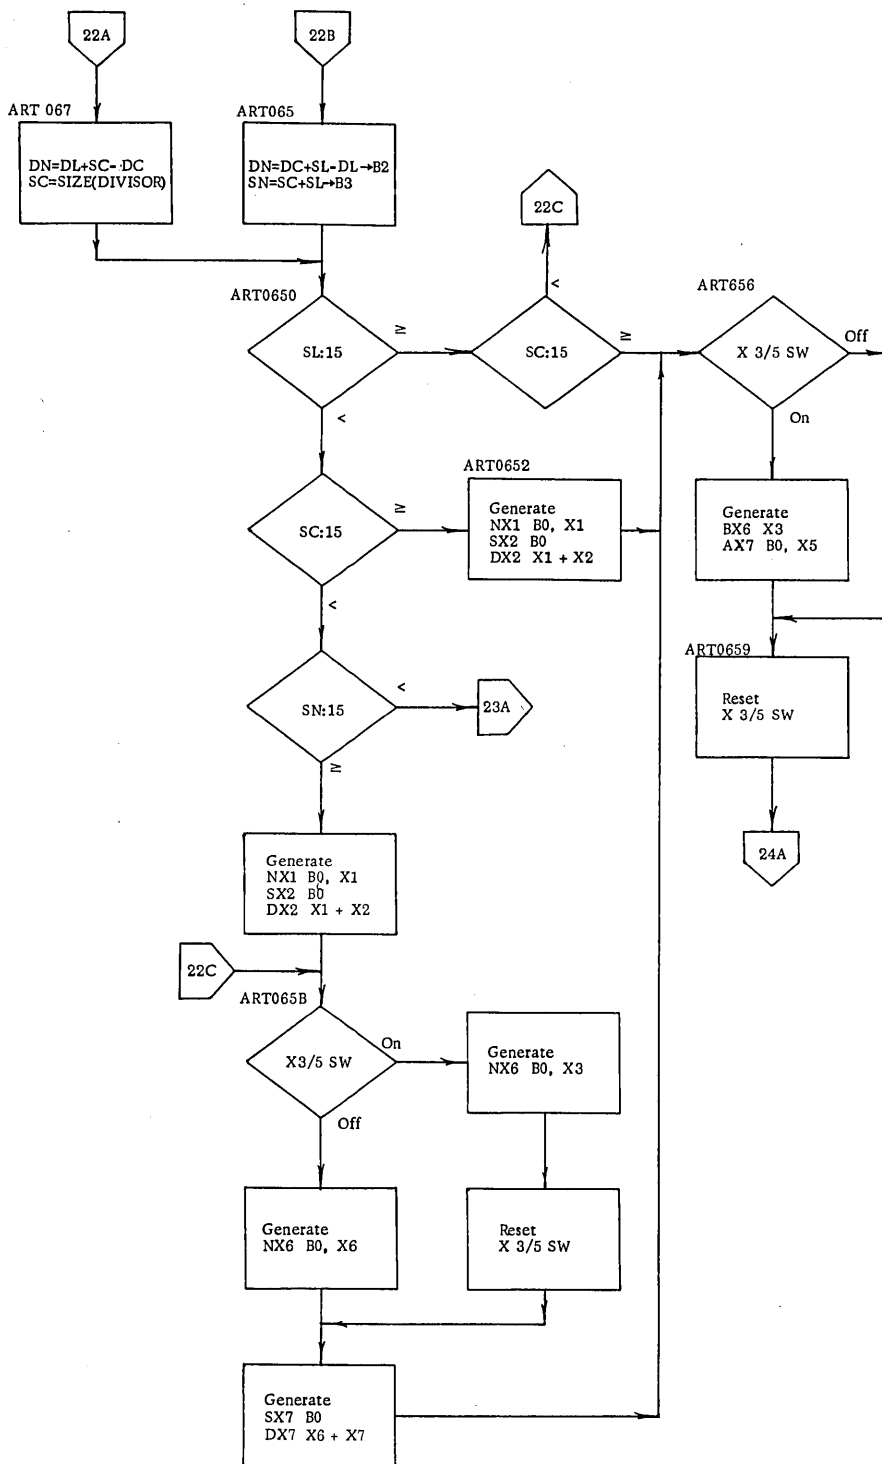 22A
22B
ART 067
ART065
DN=DL+SC-DC
SC=SIZE(DIVISOR)
DN=DC+SL-DL→B2
SN=SC+SL→B3
22C
ART0650
ART656
<
SL:15
≥
SC:15
≥
X 3/5 SW
Off
<
On
ART0652
SC:15
≥
Generate
NX1 B0, X1
SX2 B0
DX2 X1 + X2
Generate
BX6 X3
AX7 B0, X5
<
ART0659
SN:15
<
23A
Reset
X 3/5 SW
≥
Generate
NX1 B0, X1
SX2 B0
DX2 X1 + X2
24A
22C
ART065B
X3/5 SW
On
Generate
NX6 B0, X3
Off
Generate
NX6 B0, X6
Reset
X 3/5 SW
Generate
SX7 B0
DX7 X6 + X7